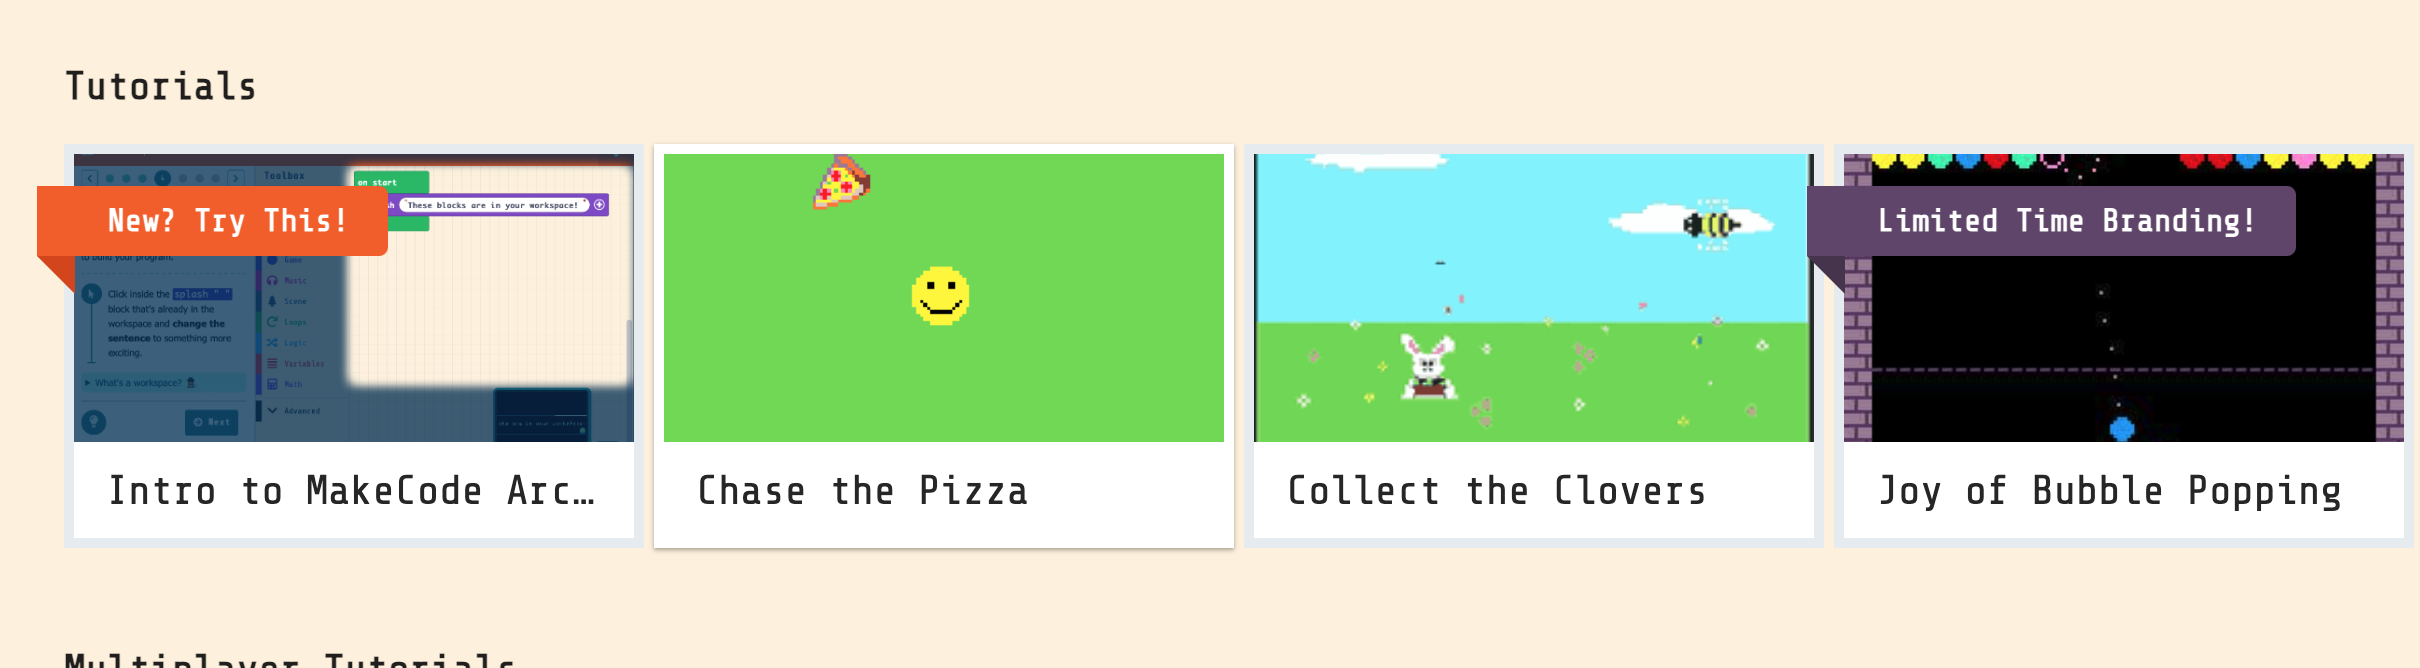 Tutorials
Toolbox
on start
"These blocks are in your workspace!"
New? Try This!
Limited Time Branding!
to build your program.
Game
Music
Click inside the splash " "
block that's already in the
workspace and change the
sentence to something more
exciting.
Scene
Loops
Logic
Variables
Math
What's a workspace?
Advanced
Next
Intro to MakeCode Arc…
Chase the Pizza
Collect the Clovers
Joy of Bubble Popping
Multiplayer Tutorials